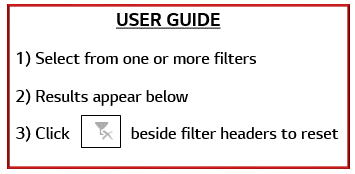 USER GUIDE
1) Select from one or more filters
2) Results appear below
3) Click beside filter headers to reset